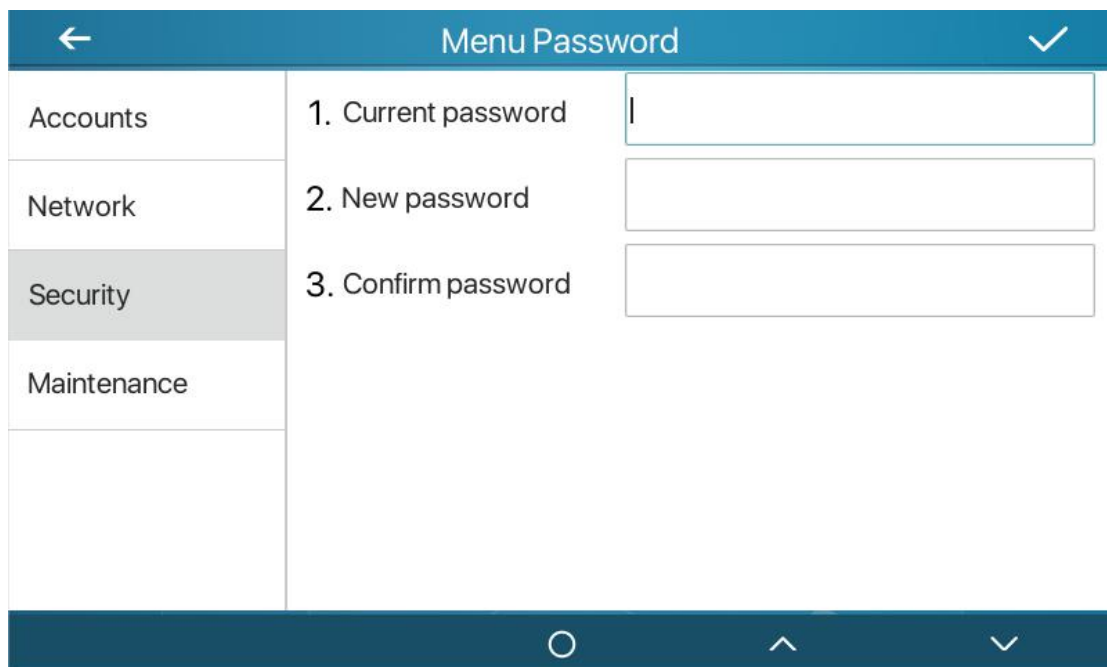 Menu Password
Accounts
1. Current password
Network
2. New password
Security
3. Confirm password
Maintenance